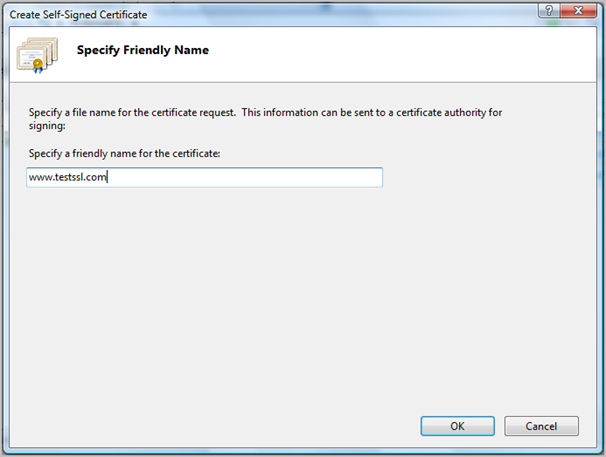 Create Self-Signed Certificate
?
Specify Friendly Name
Specify a file name for the certificate request.  This information can be sent to a certificate authority for
signing:
Specify a friendly name for the certificate:
www.testssl.com
OK
Cancel